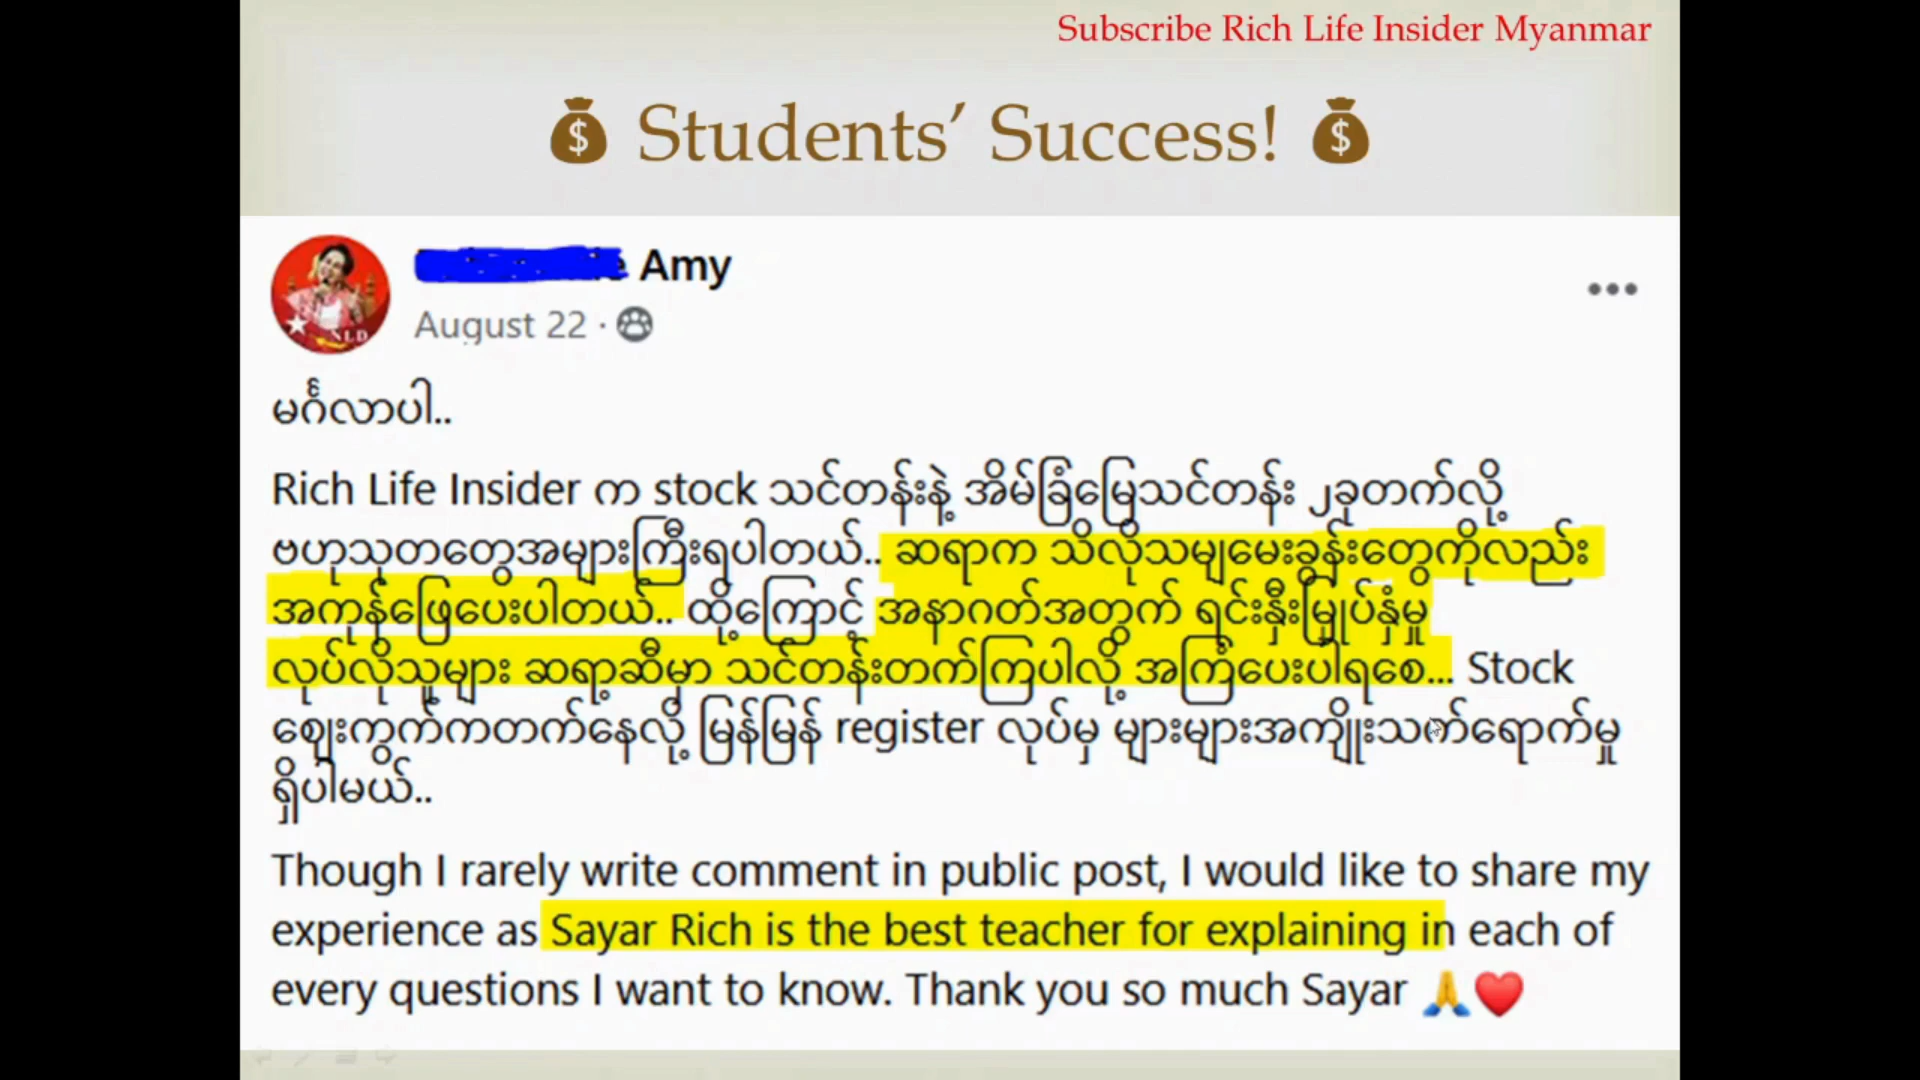 Subscribe Rich Life Insider Myanmar
💰 Students’ Success! 💰
Amy
August 22 ·
NLD
မင်္ဂလာပါ..
Rich Life Insider က stock သင်တန်းနဲ့ အိမ်ခြံမြေသင်တန်း ၂ခုတက်လို့
ဗဟုသုတတွေအများကြီးရပါတယ်.. ဆရာက သိလိုသမျှမေးခွန်းတွေကိုလည်း
အကုန်ဖြေပေးပါတယ်.. ထို့ကြောင့် အနာဂတ်အတွက် ရင်းနှီးမြှုပ်နှံမှု
လုပ်လိုသူများ ဆရာ့ဆီမှာ သင်တန်းတက်ကြပါလို့ အကြံပေးပါရစေ... Stock
ဈေးကွက်ကတက်နေလို့ မြန်မြန် register လုပ်မှ များများအကျိုးသက်ရောက်မှု
ရှိပါမယ်..
Though I rarely write comment in public post, I would like to share my
experience as Sayar Rich is the best teacher for explaining in each of
every questions I want to know. Thank you so much Sayar 🙏❤️